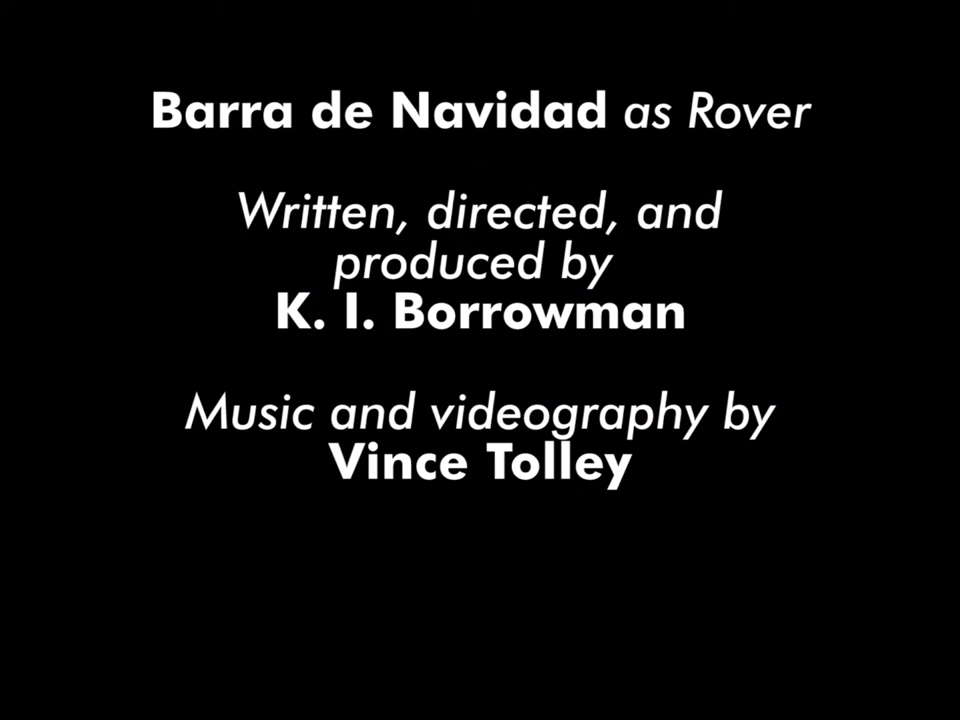 Barra de Navidad as Rover
Written, directed, and
produced by
K. I. Borrowman
Music and videography by
Vince Tolley